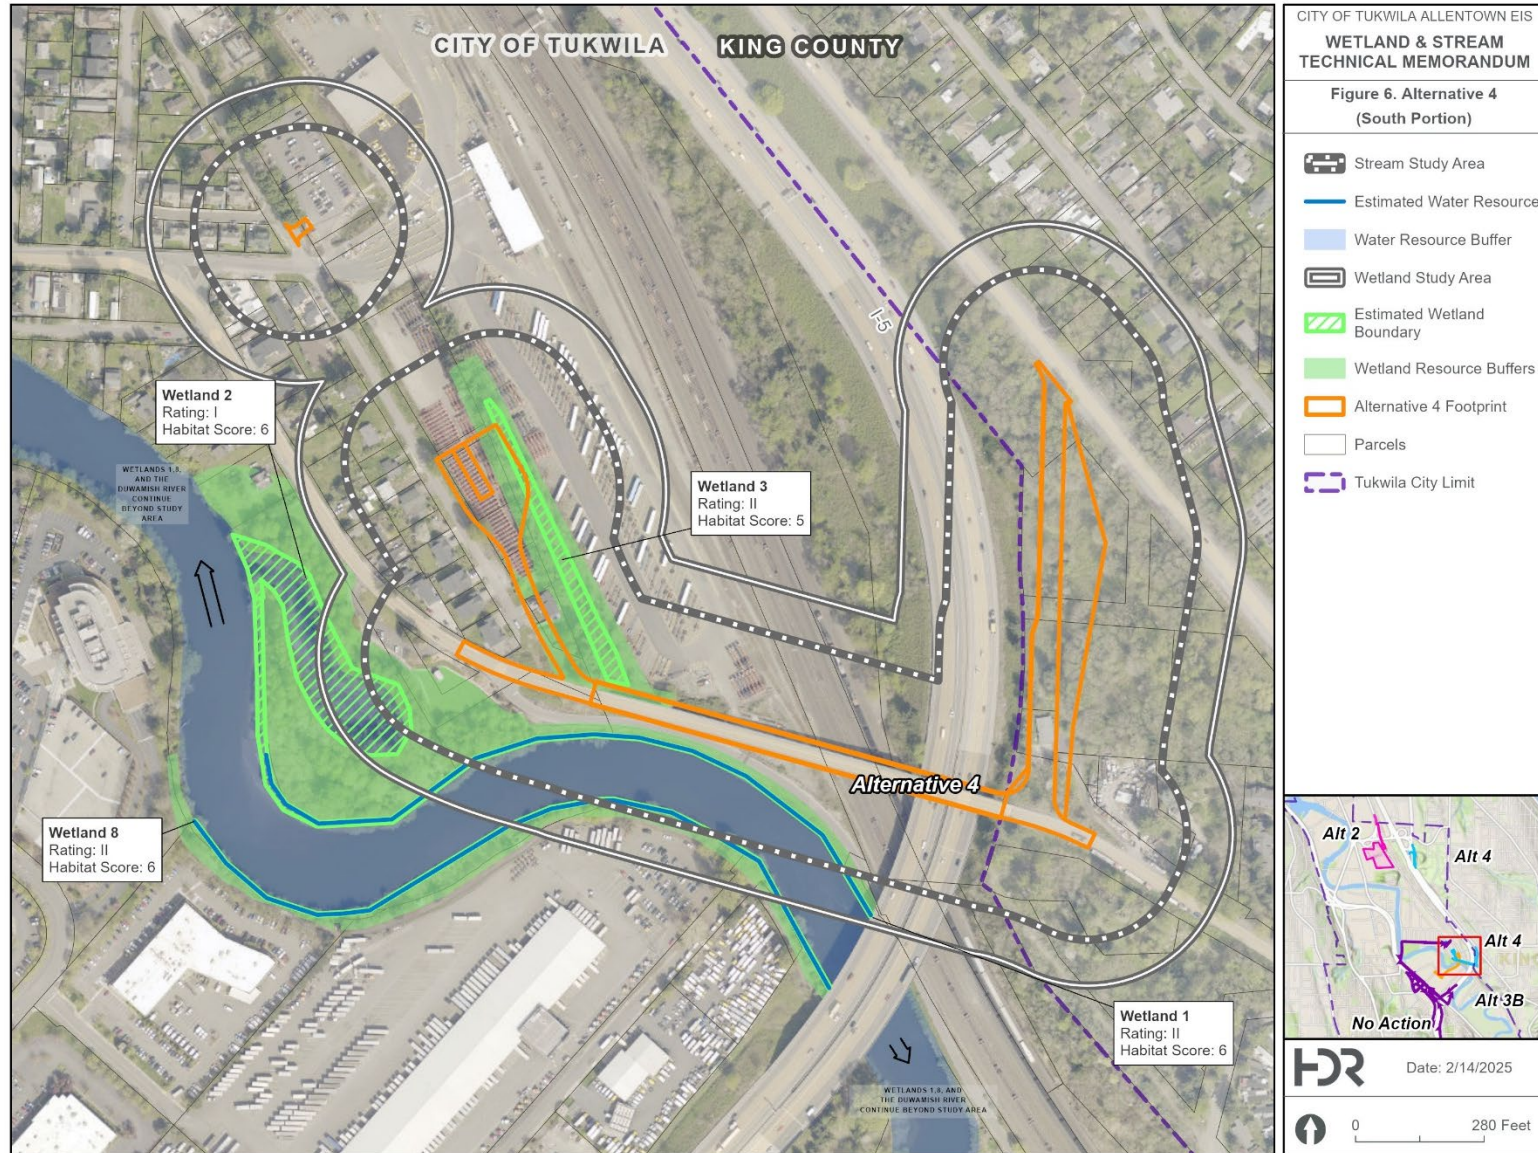 CITY OF TUKWILA
KING COUNTY
I-5
Wetland 2
Rating: I
Habitat Score: 6
WETLANDS 1,8,
AND THE
DUWAMISH RIVER
CONTINUE
BEYOND STUDY
AREA
Wetland 3
Rating: II
Habitat Score: 5
Alternative 4
Wetland 8
Rating: II
Habitat Score: 6
Wetland 1
Rating: II
Habitat Score: 6
WETLANDS 1,8, AND
THE DUWAMISH RIVER
CONTINUE BEYOND STUDY AREA
CITY OF TUKWILA ALLENTOWN EIS
WETLAND & STREAM
TECHNICAL MEMORANDUM
Figure 6. Alternative 4
(South Portion)
Stream Study Area
Estimated Water Resource
Water Resource Buffer
Wetland Study Area
Estimated Wetland
Boundary
Wetland Resource Buffers
Alternative 4 Footprint
Parcels
Tukwila City Limit
Alt 2
Alt 4
Alt 4
KING
Alt 3B
No Action
HDR
Date: 2/14/2025
0
280 Feet